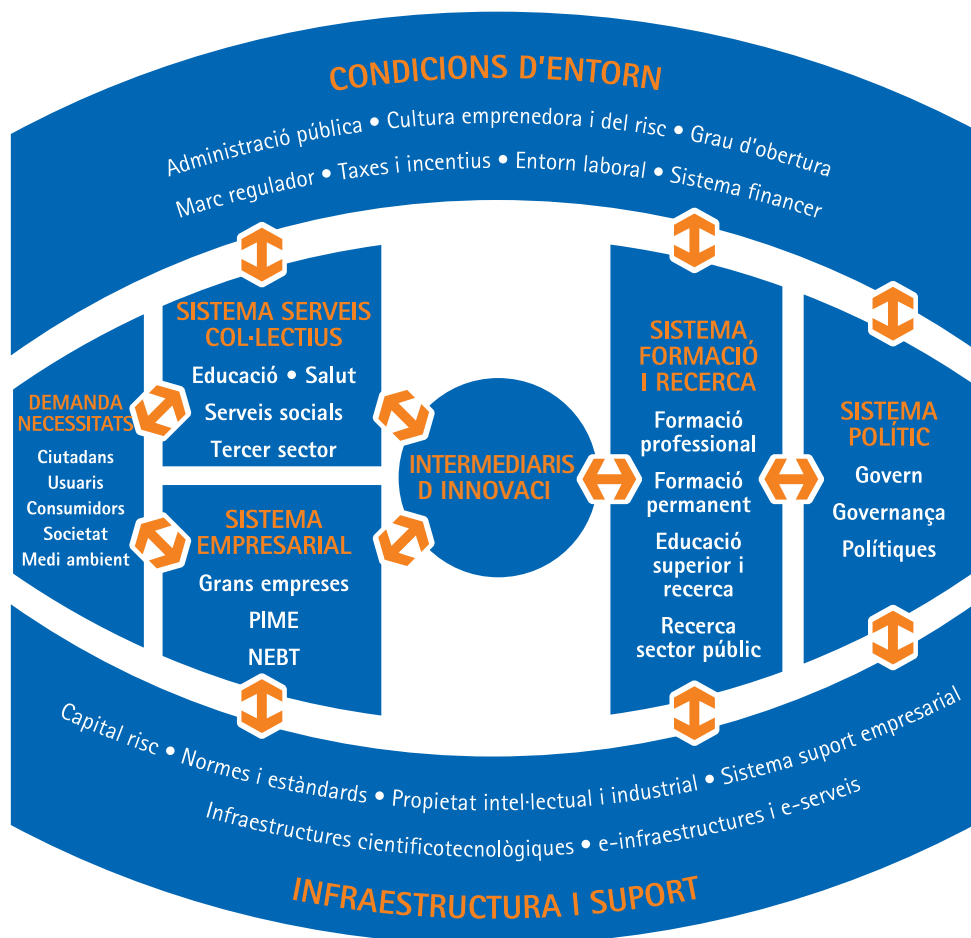 CONDICIONS D'ENTORN
Administració pública • Cultura emprenedora i del risc • Grau d'obertura
Marc regulador • Taxes i incentius • Entorn laboral • Sistema financer
DEMANDA
NECESSITATS
Ciutadans
Usuaris
Consumidors
Societat
Medi ambient
SISTEMA SERVEIS
COL·LECTIUS
Educació • Salut
Serveis socials
Tercer sector
SISTEMA
EMPRESARIAL
Grans empreses
PIME
NEBT
INTERMEDIARIS
D INNOVACI
SISTEMA
FORMACIÓ
I RECERCA
Formació
professional
Formació
permanent
Educació
superior i
recerca
Recerca
sector públic
SISTEMA
POLÍTIC
Govern
Governança
Polítiques
Capital risc • Normes i estàndards • Propietat intel·lectual i industrial • Sistema suport empresarial
Infraestructures cientificotecnològiques • e-infraestructures i e-serveis
INFRAESTRUCTURA I SUPORT